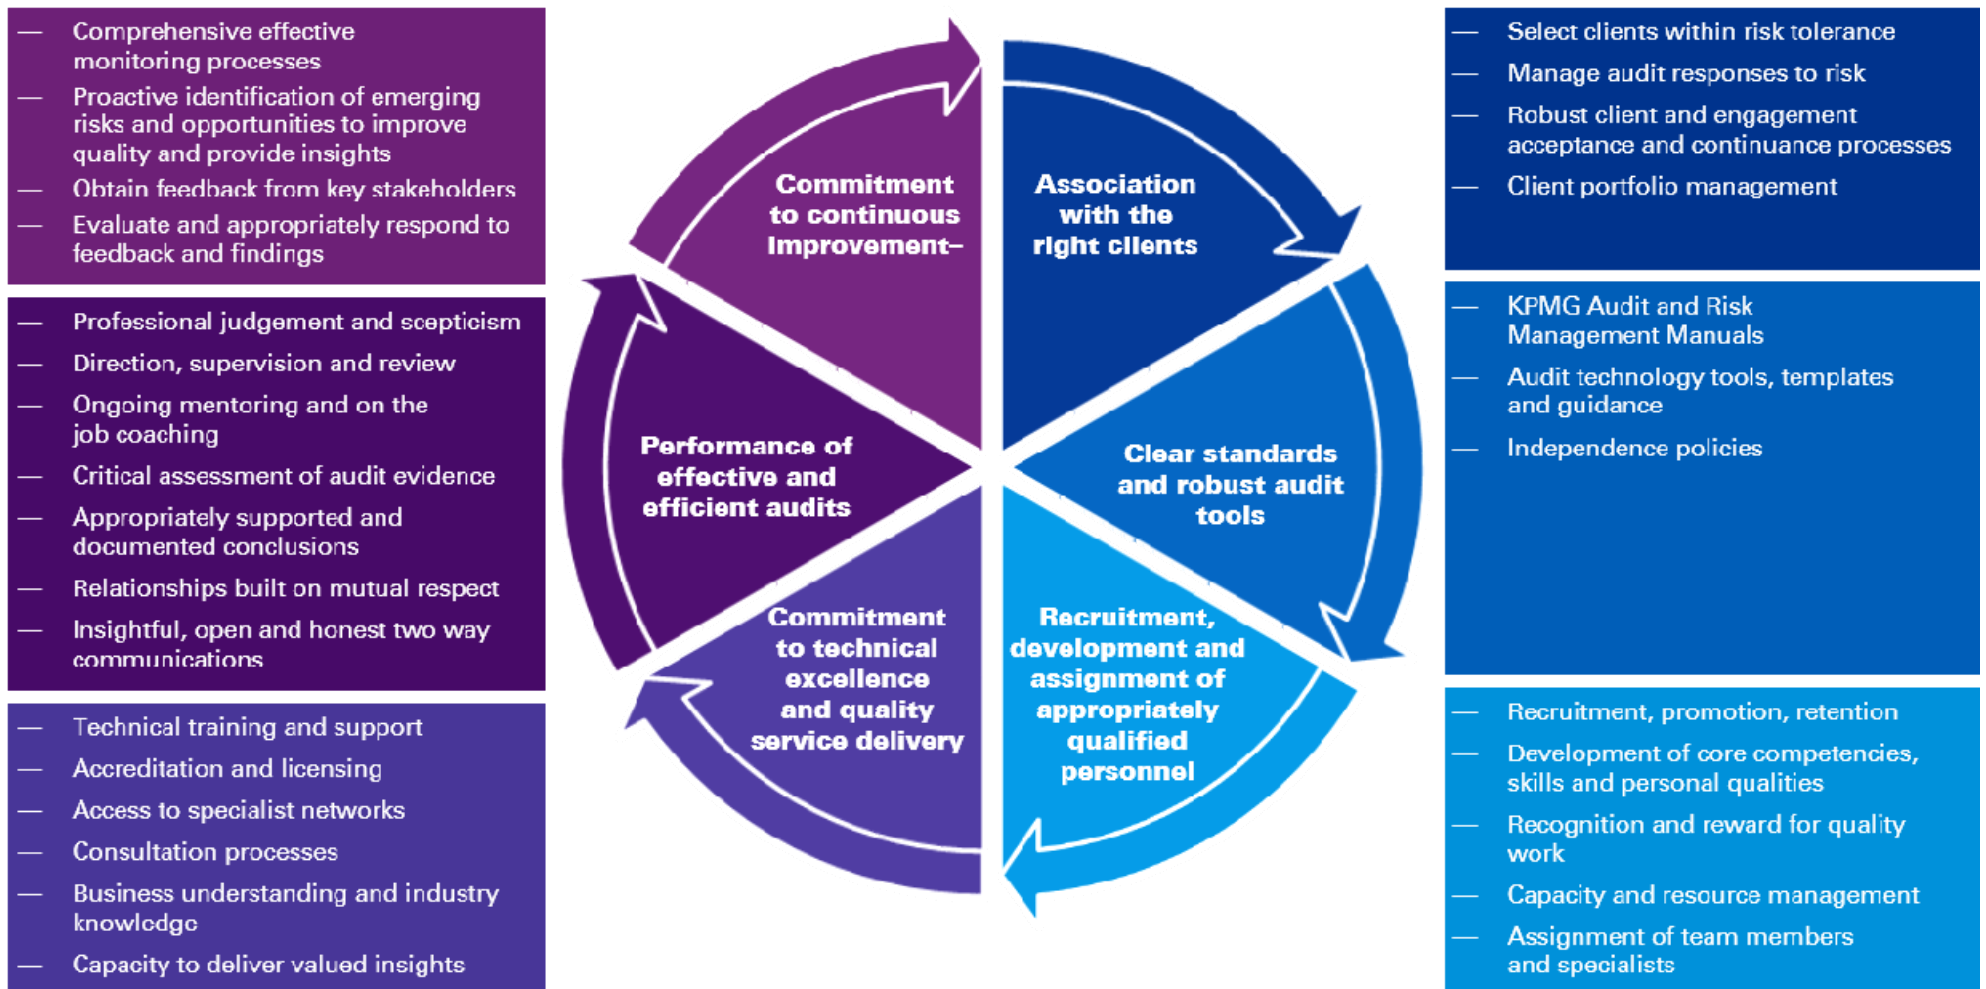 — Comprehensive effective
monitoring processes
— Proactive identification of emerging
risks and opportunities to improve
quality and provide insights
— Obtain feedback from key stakeholders
— Evaluate and appropriately respond to
feedback and findings
— Professional judgement and scepticism
— Direction, supervision and review
— Ongoing mentoring and on the
job coaching
— Critical assessment of audit evidence
— Appropriately supported and
documented conclusions
— Relationships built on mutual respect
— Insightful, open and honest two way
communications
— Technical training and support
— Accreditation and licensing
— Access to specialist networks
— Consultation processes
— Business understanding and industry
knowledge
— Capacity to deliver valued insights
Commitment
to continuous
improvement–
Association
with the
right clients
Performance of
effective and
efficient audits
Clear standards
and robust audit
tools
Commitment
to technical
excellence
and quality
service delivery
Recruitment,
development and
assignment of
appropriately
qualified
personnel
— Select clients within risk tolerance
— Manage audit responses to risk
— Robust client and engagement
acceptance and continuance processes
— Client portfolio management
— KPMG Audit and Risk
Management Manuals
— Audit technology tools, templates
and guidance
— Independence policies
— Recruitment, promotion, retention
— Development of core competencies,
skills and personal qualities
— Recognition and reward for quality
work
— Capacity and resource management
— Assignment of team members
and specialists